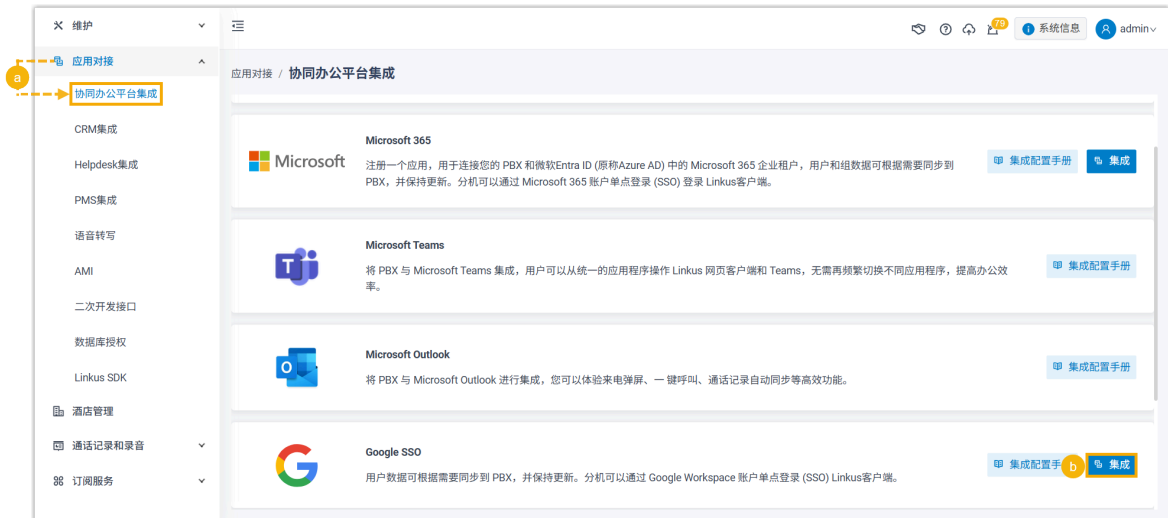 维护
79
系统信息
admin
应用对接
a
协同办公平台集成
应用对接 / 协同办公平台集成
CRM集成
Helpdesk集成
PMS集成
语音转写
AMI
二次开发接口
数据库授权
Linkus SDK
酒店管理
通话记录和录音
订阅服务
Microsoft
Microsoft 365
注册一个应用，用于连接您的 PBX 和微软Entra ID (原称Azure AD) 中的 Microsoft 365 企业租户，用户和组数据可根据需要同步到
PBX，并保持更新。分机可以通过 Microsoft 365 账户单点登录 (SSO) 登录 Linkus客户端。
集成配置手册
集成
T
Microsoft Teams
将 PBX 与 Microsoft Teams 集成，用户可以从统一的应用程序操作 Linkus 网页客户端和 Teams，无需再频繁切换不同应用程序，提高办公效
率。
集成配置手册
O
Microsoft Outlook
将 PBX 与 Microsoft Outlook 进行集成，您可以体验来电弹屏、一 键呼叫、通话记录自动同步等高效功能。
集成配置手册
G
Google SSO
用户数据可根据需要同步到 PBX，并保持更新。分机可以通过 Google Workspace 账户单点登录 (SSO) Linkus客户端。
集成配置手
b
集成